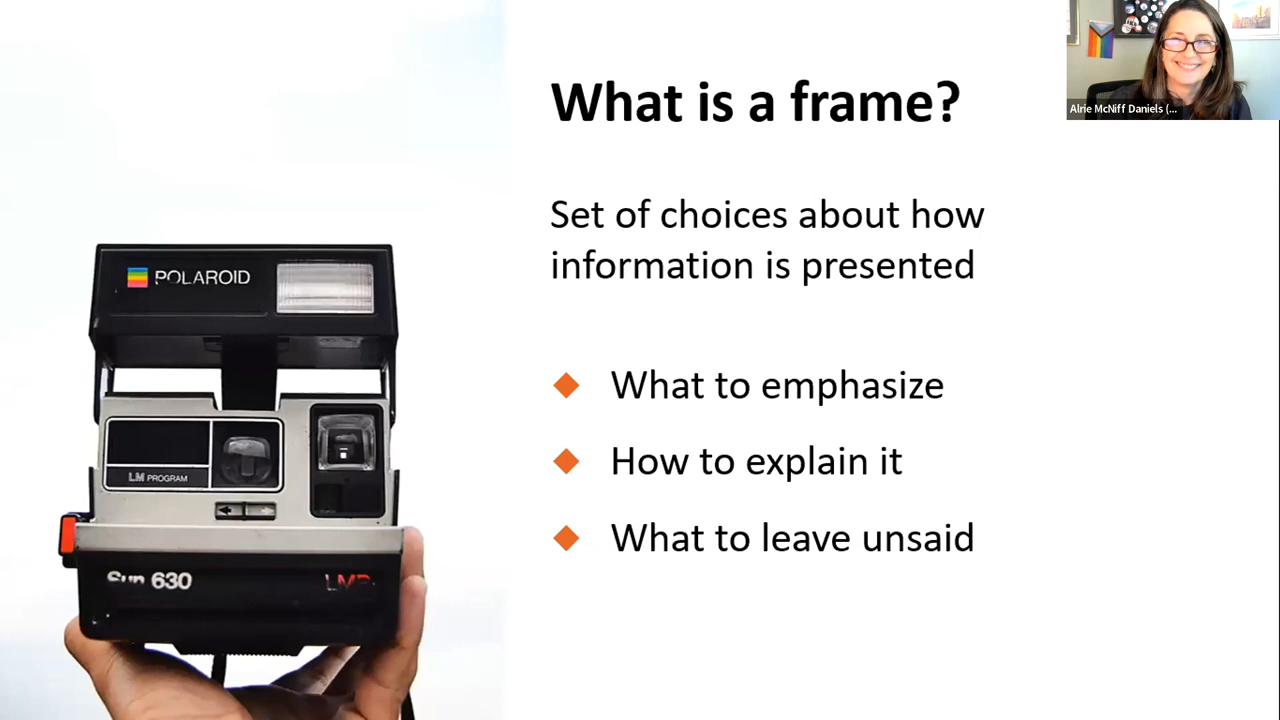 What is a frame?
Alrie McNiff Daniels (...
Set of choices about how
information is presented
What to emphasize
How to explain it
What to leave unsaid
POLAROID
LM PROGRAM
Sun 630